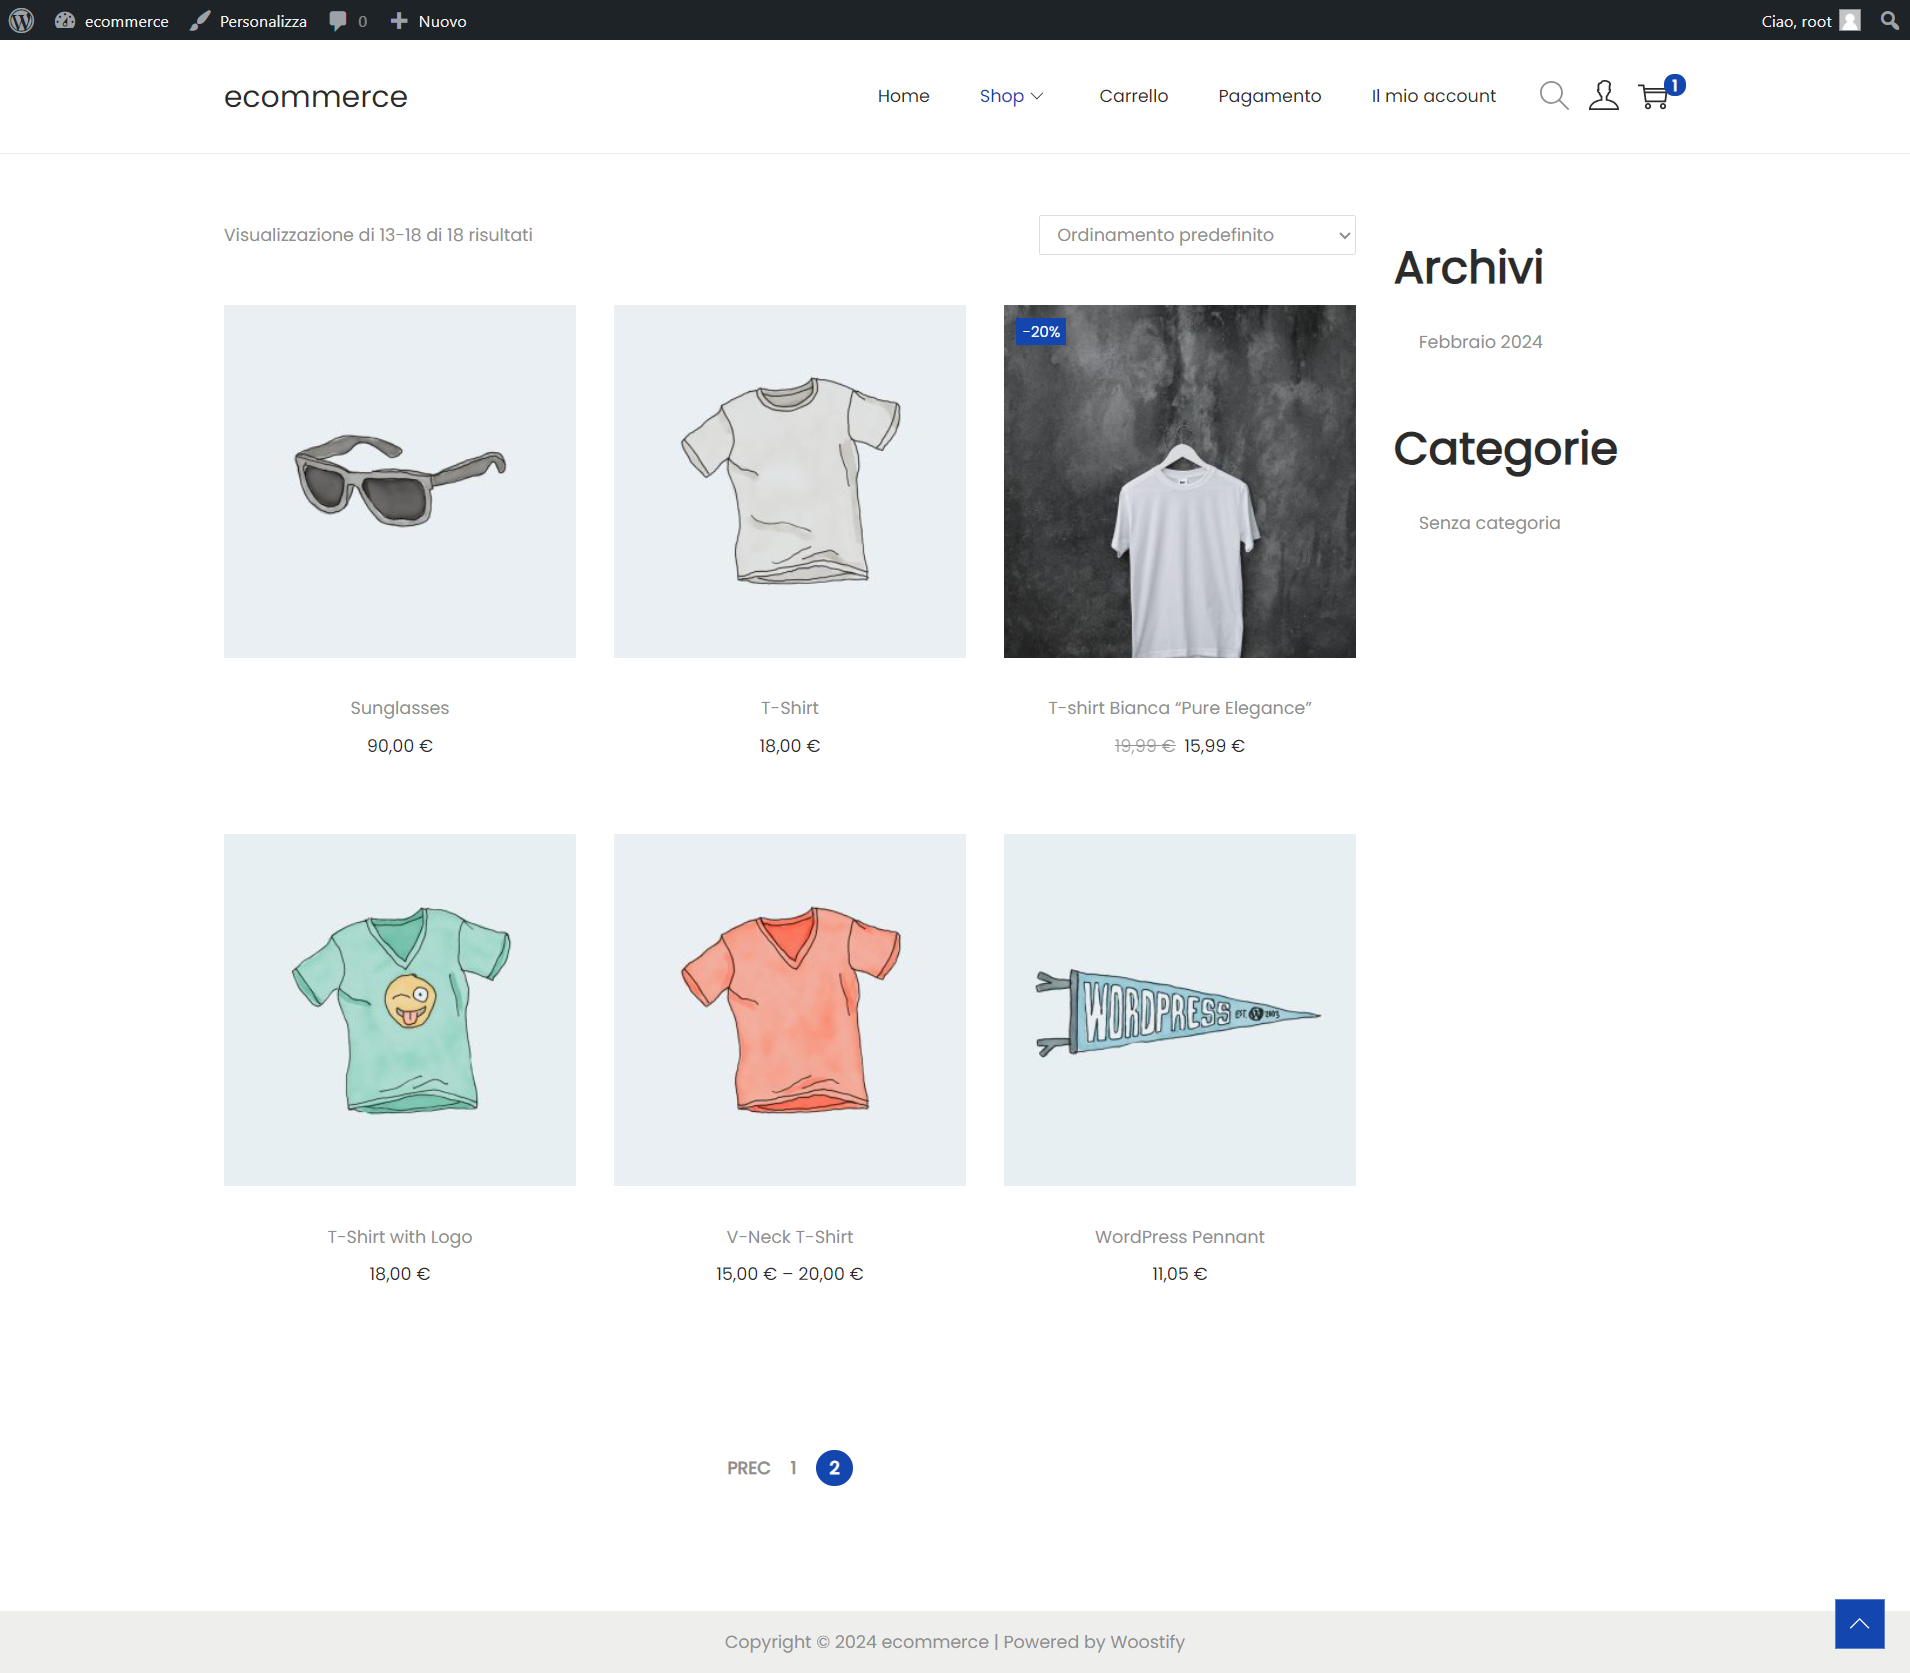 ecommerce
Personalizza
0
Nuovo
Ciao, root
ecommerce
Home
Shop
Carrello
Pagamento
Il mio account
1
Visualizzazione di 13-18 di 18 risultati
Ordinamento predefinito
Archivi
Febbraio 2024
Categorie
Senza categoria
-20%
Sunglasses
90,00 €
T-Shirt
18,00 €
T-shirt Bianca “Pure Elegance”
19,99 € 15,99 €
WORDPRESS EST. 2003
T-Shirt with Logo
18,00 €
V-Neck T-Shirt
15,00 € – 20,00 €
WordPress Pennant
11,05 €
PREC 1 2
Copyright © 2024 ecommerce | Powered by Woostify